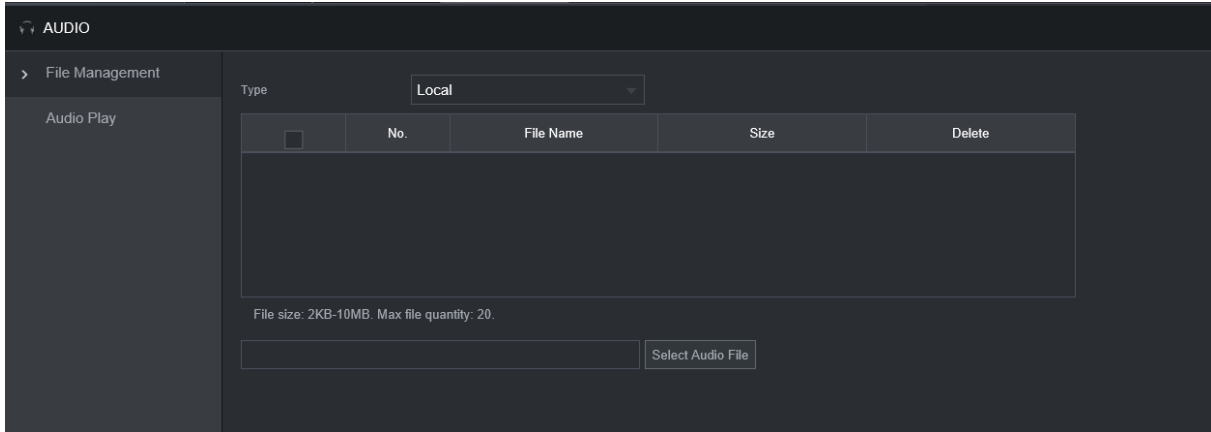 AUDIO
File Management
Type
Local
Audio Play
No.
File Name
Size
Delete
File size: 2KB-10MB. Max file quantity: 20.
Select Audio File